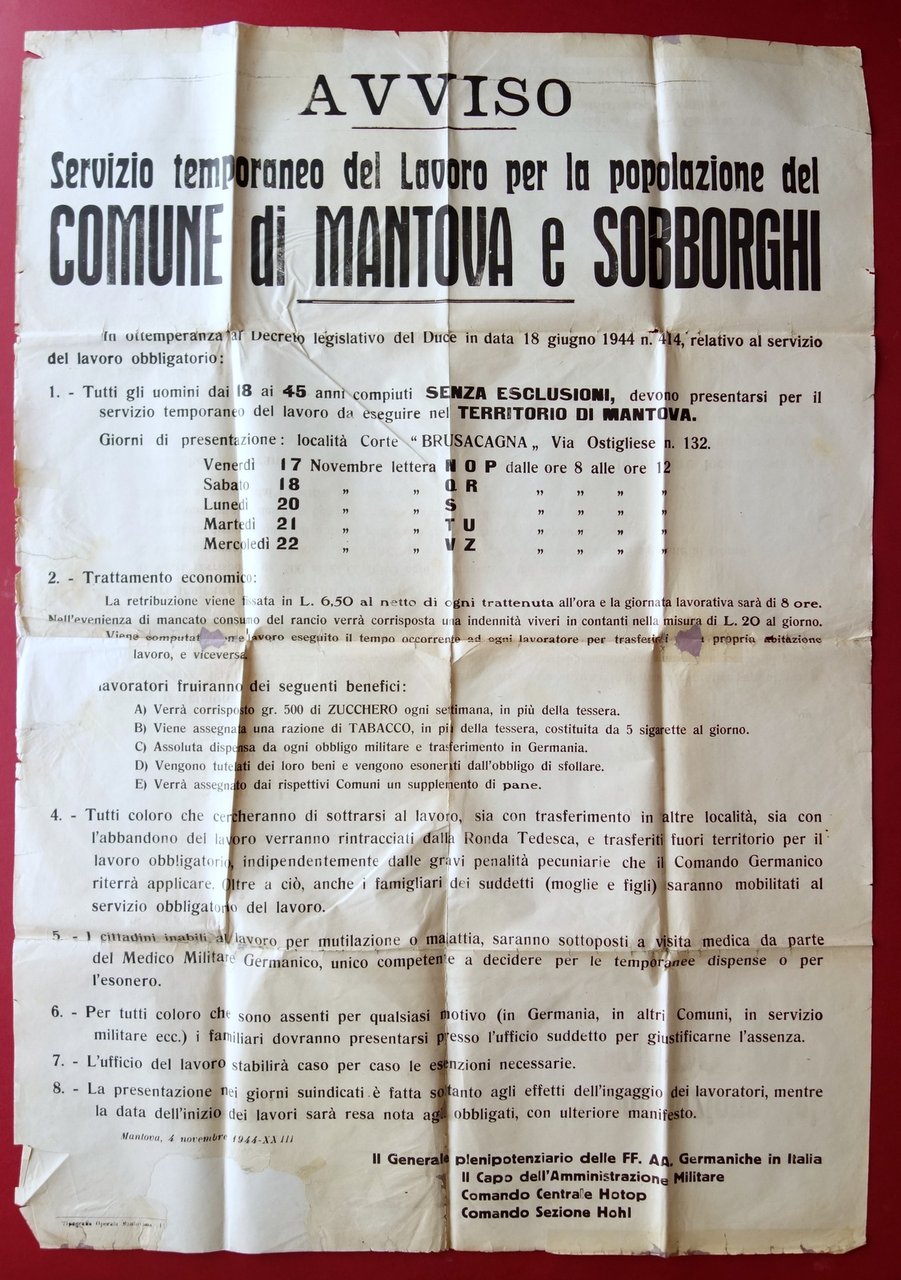 AVVISO
Servizio temporaneo del Lavoro per la popolazione del
COMUNE di MANTOVA e SOBBORGHI
In ottemperanza al Decreto legislativo del Duce in data 18 giugno 1944 n. 414, relativo al servizio
del lavoro obbligatorio:
1. - Tutti gli uomini dai 18 ai 45 anni compiuti SENZA ESCLUSIONI, devono presentarsi per il
servizio temporaneo del lavoro da eseguire nel TERRITORIO DI MANTOVA.
Giorni di presentazione: località Corte "BRUSACAGNA„ Via Ostigliese n. 132.
Venerdì 17 Novembre lettera N O P dalle ore 8 alle ore 12
Sabato 18 „ „ Q R „ „ „ „
Lunedì 20 „ „ S „ „ „ „
Martedì 21 „ „ T U „ „ „ „
Mercoledì 22 „ „ V Z „ „ „ „
2. - Trattamento economico:
La retribuzione viene fissata in L. 6,50 al netto di ogni trattenuta all'ora e la giornata lavorativa sarà di 8 ore.
Nell'evenienza di mancato consumo del rancio verrà corrisposta una indennità viveri in contanti nella misura di L. 20 al giorno.
Viene computato come lavoro eseguito il tempo occorrente ad ogni lavoratore per trasferirsi propria abitazione
lavoro, e viceversa.
lavoratori fruiranno dei seguenti benefici:
A) Verrà corrisposto gr. 500 di ZUCCHERO ogni settimana, in più della tessera.
B) Viene assegnata una razione di TABACCO, in più della tessera, costituita da 5 sigarette al giorno.
C) Assoluta dispensa da ogni obbligo militare e trasferimento in Germania.
D) Vengono tutelati dei loro beni e vengono esonerati dall'obbligo di sfollare.
E) Verrà assegnato dai rispettivi Comuni un supplemento di pane.
4. - Tutti coloro che cercheranno di sottrarsi al lavoro, sia con trasferimento in altre località, sia con
l'abbandono del lavoro verranno rintracciati dalla Ronda Tedesca, e trasferiti fuori territorio per il
lavoro obbligatorio, indipendentemente dalle gravi penalità pecuniarie che il Comando Germanico
riterrà applicare. Oltre a ciò, anche i famigliari dei suddetti (moglie e figli) saranno mobilitati al
servizio obbligatorio del lavoro.
5. - I cittadini inabili al lavoro per mutilazione o malattia, saranno sottoposti a visita medica da parte
del Medico Militare Germanico, unico competente a decidere per le temporanee dispense o per
l'esonero.
6. - Per tutti coloro che sono assenti per qualsiasi motivo (in Germania, in altri Comuni, in servizio
militare ecc.) i familiari dovranno presentarsi presso l'ufficio suddetto per giustificarne l'assenza.
7. - L'ufficio del lavoro stabilirà caso per caso le esenzioni necessarie.
8. - La presentazione nei giorni suindicati è fatta soltanto agli effetti dell'ingaggio dei lavoratori, mentre
la data dell'inizio dei lavori sarà resa nota agli obbligati, con ulteriore manifesto.
Mantova, 4 novembre 1944-XXIII
Il Generale plenipotenziario delle FF. AA. Germaniche in Italia
Il Capo dell'Amministrazione Militare
Comando Centrale Hotop
Comando Sezione Hohl
Tipografia Operaia